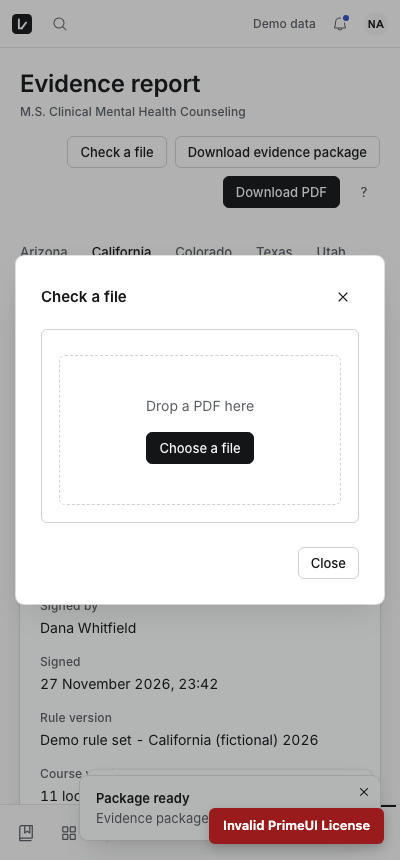 Demo data
NA
Evidence report
M.S. Clinical Mental Health Counseling
Check a file
Download evidence package
Download PDF
?
Arizona California Colorado Texas Utah
Check a file
Drop a PDF here
Choose a file
Close
Signed by
Dana Whitfield
Signed
27 November 2026, 23:42
Rule version
Demo rule set - California (fictional) 2026
Course
11
Package ready
Evidence package
Invalid PrimeUI License